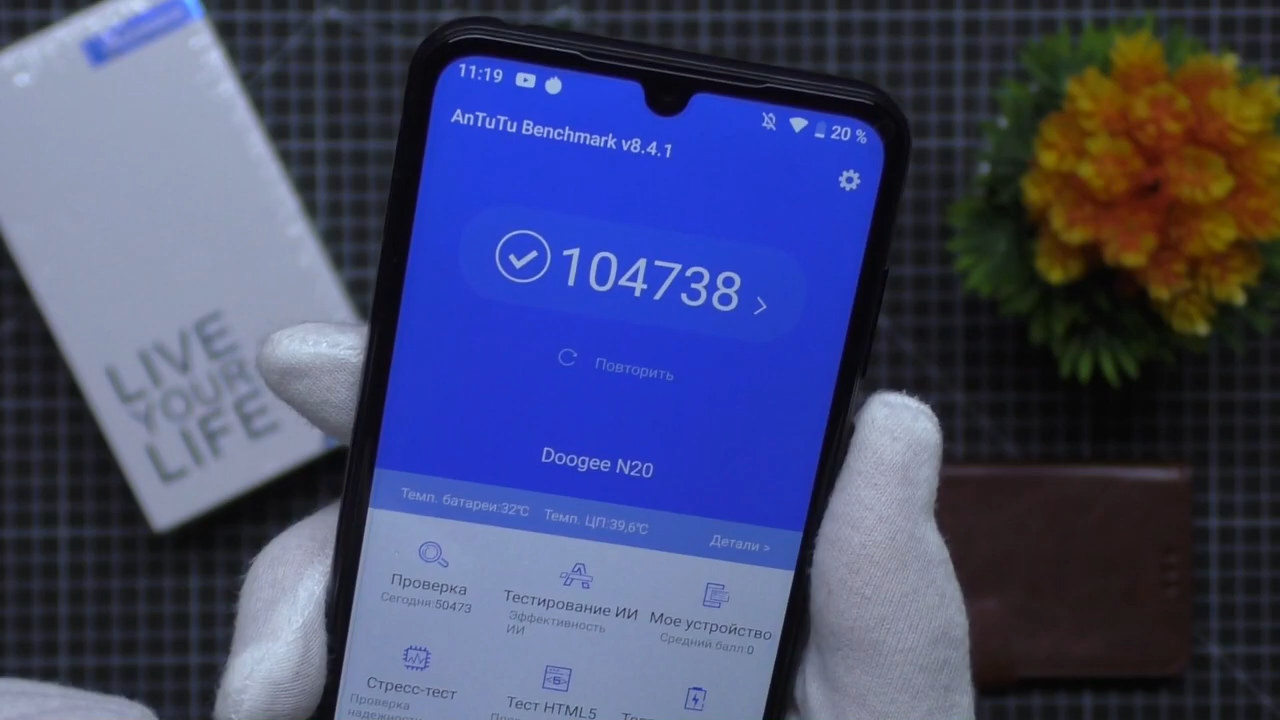 11:19
20 %
AnTuTu Benchmark v8.4.1
104738 >
Повторить
Doogee N20
Темп. батареи:32℃ Темп. ЦП:39,6℃ Детали >
Проверка
Сегодня:50473
Тестирование ИИ
Эффективность
ИИ
Мое устройство
Средний балл:0
Стресс-тест
Проверка
надежности
Тест HTML5
LIVE
YOUR
LIFE